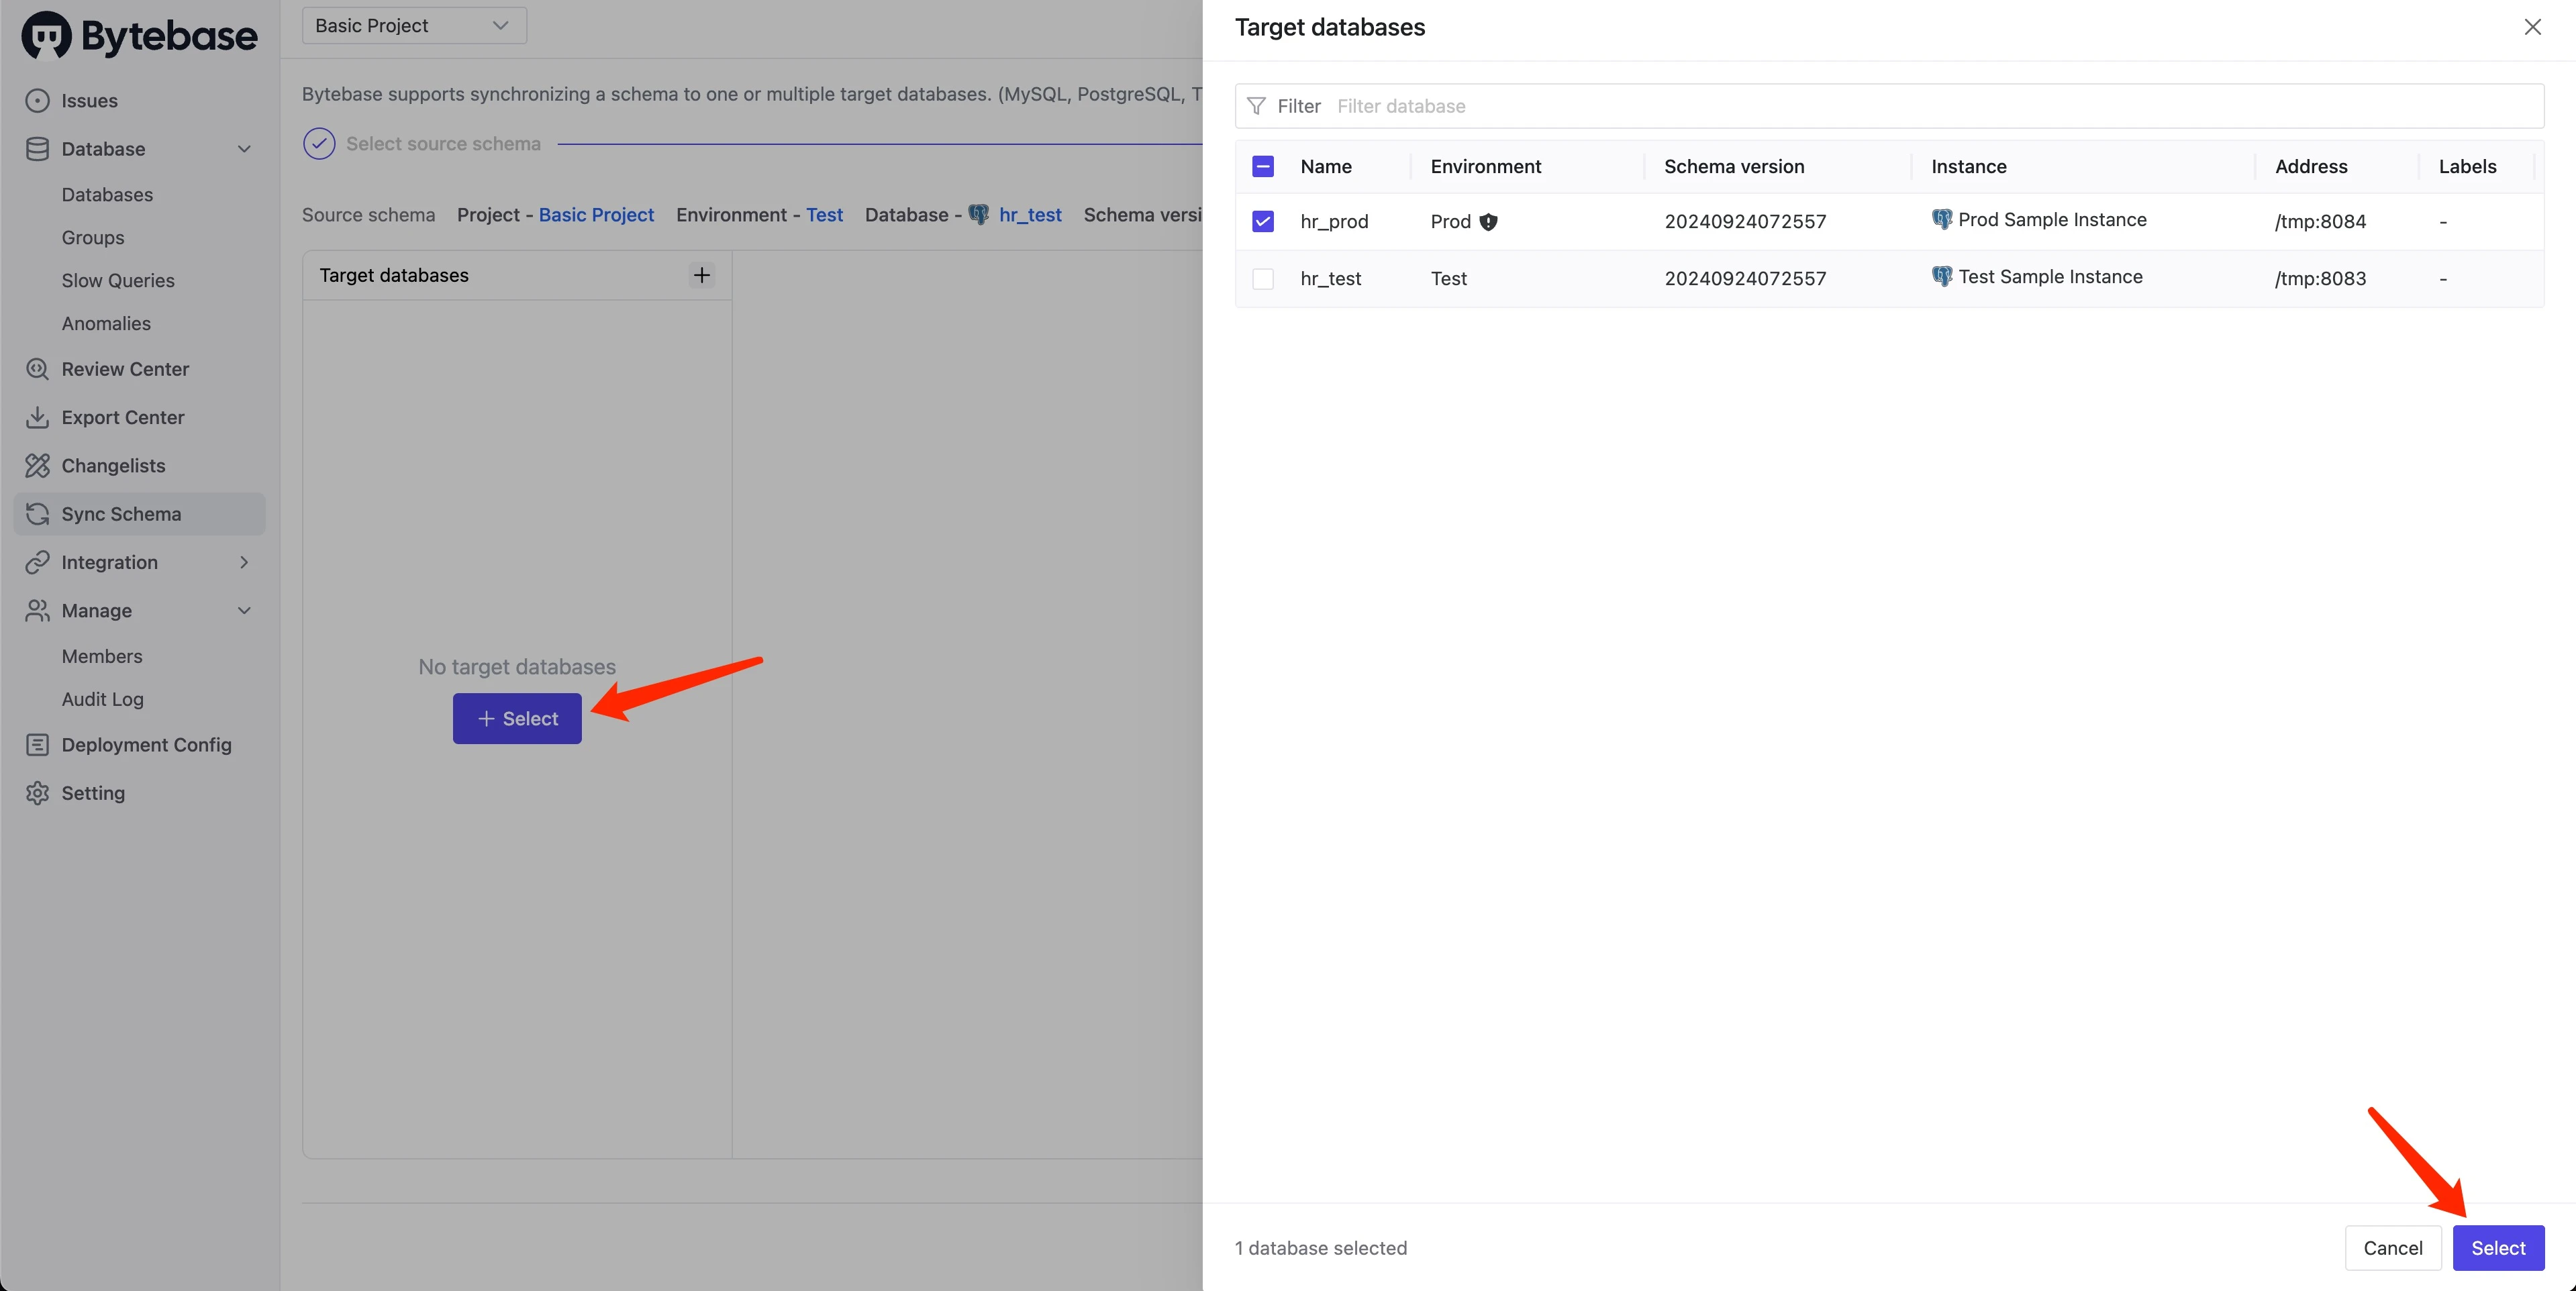 Bytebase
Issues
Database
Databases
Groups
Slow Queries
Anomalies
Review Center
Export Center
Changelists
Sync Schema
Integration
Manage
Members
Audit Log
Deployment Config
Setting
Basic Project
Bytebase supports synchronizing a schema to one or multiple target databases. (MySQL, PostgreSQL, T
Select source schema
Source schema Project - Basic Project Environment - Test Database - hr_test Schema versi
Target databases
No target databases
+ Select
Target databases
Filter Filter database
Name Environment Schema version Instance Address Labels
hr_prod Prod 20240924072557 Prod Sample Instance /tmp:8084 -
hr_test Test 20240924072557 Test Sample Instance /tmp:8083 -
1 database selected
Cancel Select